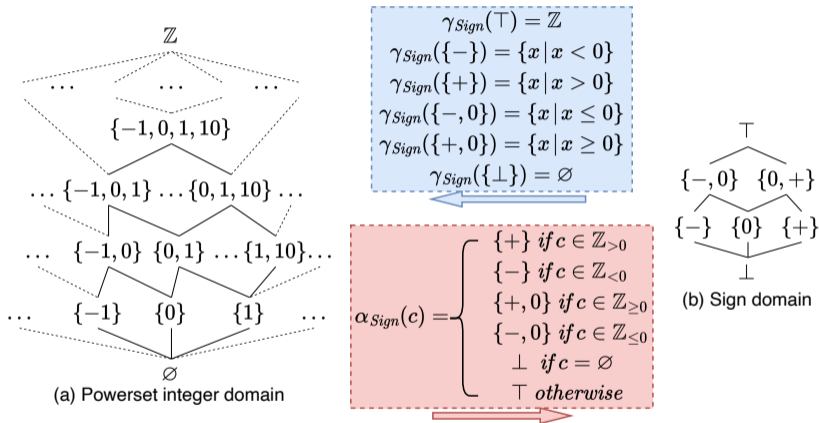 ℤ
... ... ...
{−1, 0, 1, 10}
... {−1, 0, 1} ... {0, 1, 10} ...
... {−1, 0} {0, 1} ... {1, 10} ...
... {−1} {0} {1} ...
∅
(a) Powerset integer domain
γ_Sign(⊤) = ℤ
γ_Sign({−}) = {x|x < 0}
γ_Sign({+}) = {x|x > 0}
γ_Sign({−, 0}) = {x|x ≤ 0}
γ_Sign({+, 0}) = {x|x ≥ 0}
γ_Sign({⊥}) = ∅
α_Sign(c) =
{+} if c ∈ ℤ_>0
{−} if c ∈ ℤ_<0
{+, 0} if c ∈ ℤ_≥0
{−, 0} if c ∈ ℤ_≤0
⊥ if c = ∅
⊤ otherwise
⊤
{−, 0} {0, +}
{−} {0} {+}
⊥
(b) Sign domain